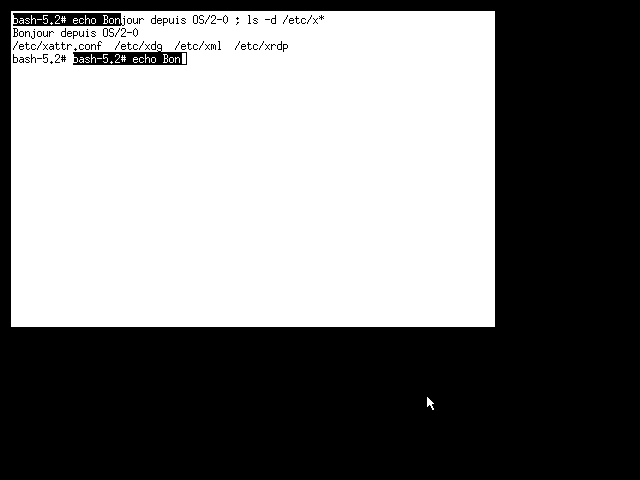 bash-5.2# echo Bonjour depuis OS/2-0 ; ls -d /etc/x*
Bonjour depuis OS/2-0
/etc/xattr.conf  /etc/xdg  /etc/xml  /etc/xrdp
bash-5.2# bash-5.2# echo Bon